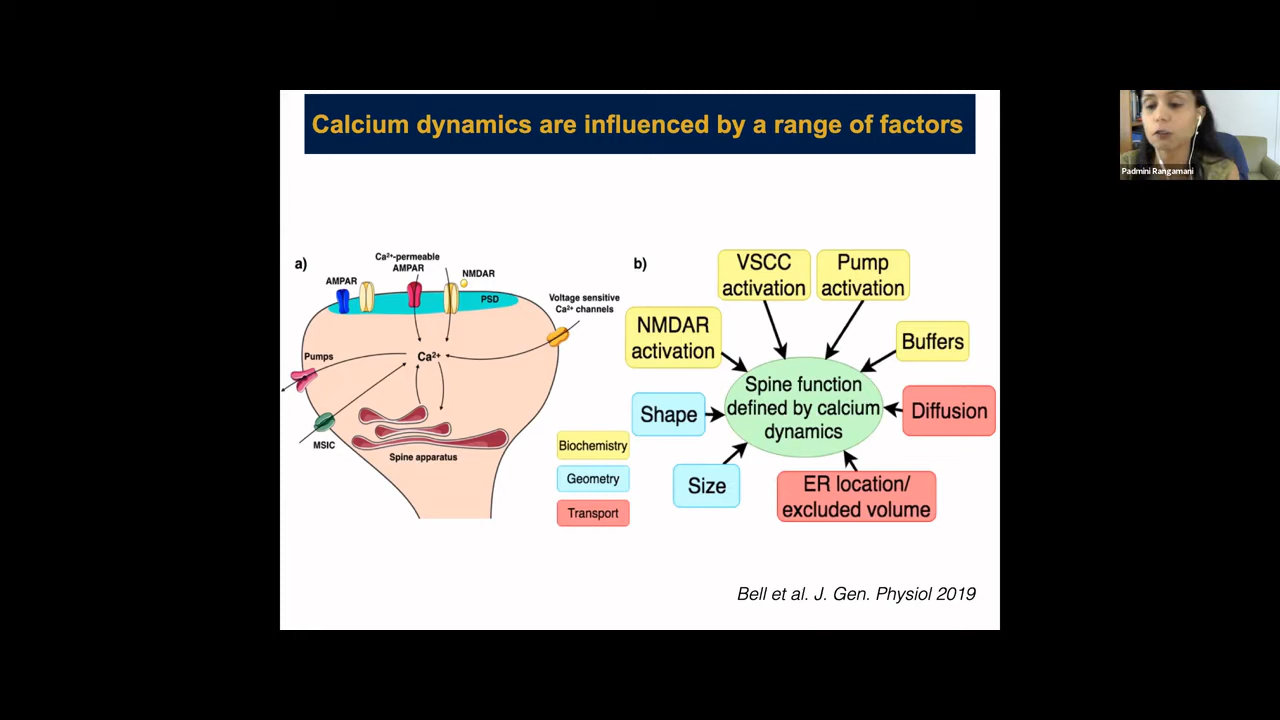 Calcium dynamics are influenced by a range of factors
a)
AMPAR
Ca²⁺-permeable
AMPAR
NMDAR
PSD
Voltage sensitive
Ca²⁺ channels
Pumps
Ca²⁺
MSIC
Spine apparatus
Biochemistry
Geometry
Transport
b)
VSCC
activation
Pump
activation
NMDAR
activation
Buffers
Shape
Spine function
defined by calcium
dynamics
Diffusion
Size
ER location/
excluded volume
Bell et al. J. Gen. Physiol 2019
Padmini Rangamani